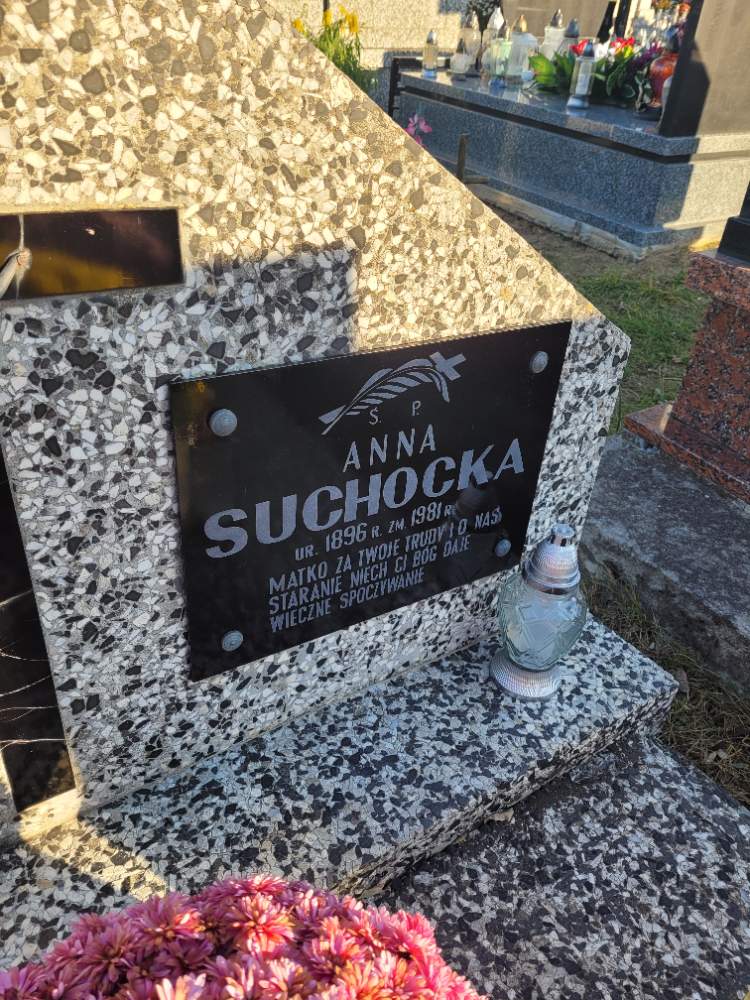 Ś. P.
ANNA
SUCHOCKA
UR. 1896 R. ZM. 1981 R.
MATKO ZA TWOJE TRUDY I O NAS
STARANIE NIECH CI BÓG DAJE
WIECZNE SPOCZYWANIE